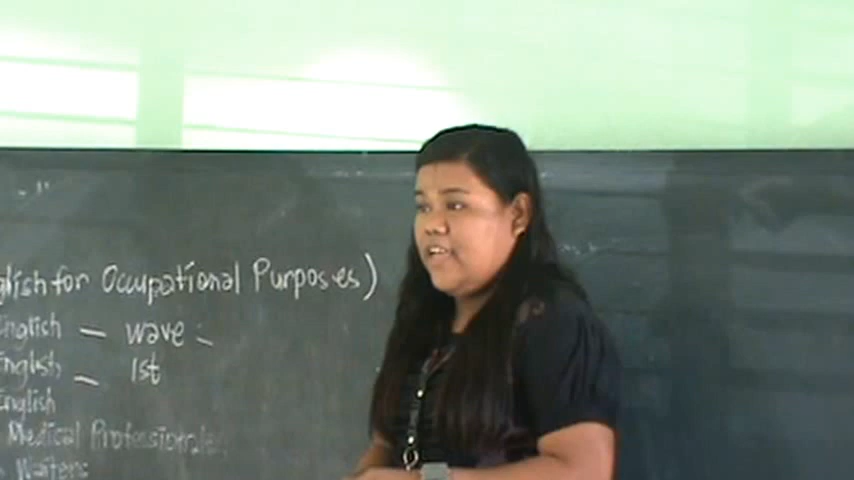 glish for Occupational Purposes)
English – wave –
English – 1st
English
Medical Professionals
Waiters